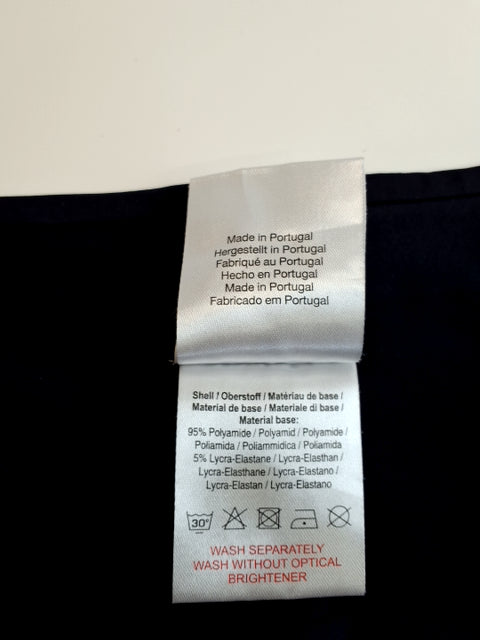 Made in Portugal
Hergestellt in Portugal
Fabriqué au Portugal
Hecho en Portugal
Made in Portugal
Fabricado em Portugal
Shell / Oberstoff / Matériau de base /
Material de base / Materiale di base /
Material base:
95% Polyamide / Polyamid / Polyamide /
Poliamida / Poliammidica / Poliamida
5% Lycra-Elastane / Lycra-Elasthan /
Lycra-Elasthane / Lycra-Elastano /
Lycra-Elastan / Lycra-Elastano
30°
WASH SEPARATELY
WASH WITHOUT OPTICAL
BRIGHTENER